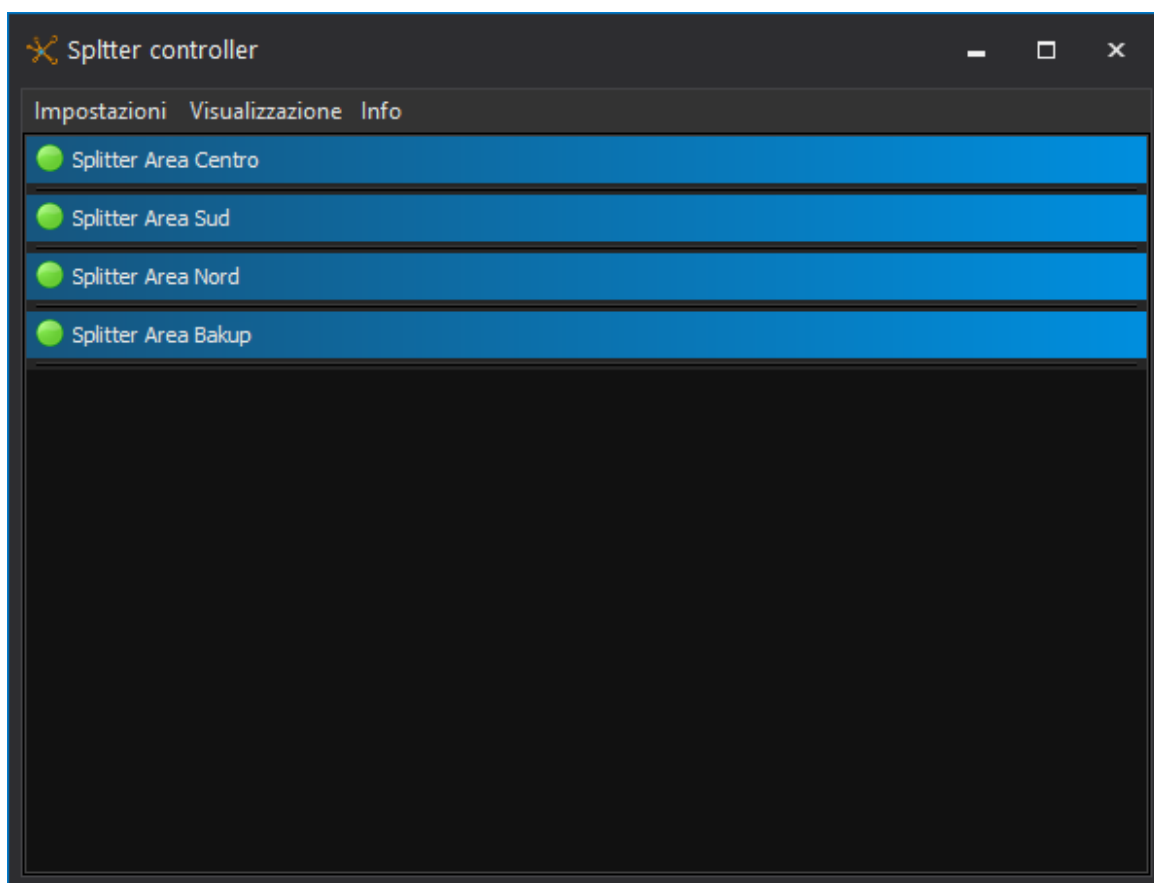 Spltter controller
Impostazioni Visualizzazione Info
Splitter Area Centro
Splitter Area Sud
Splitter Area Nord
Splitter Area Bakup